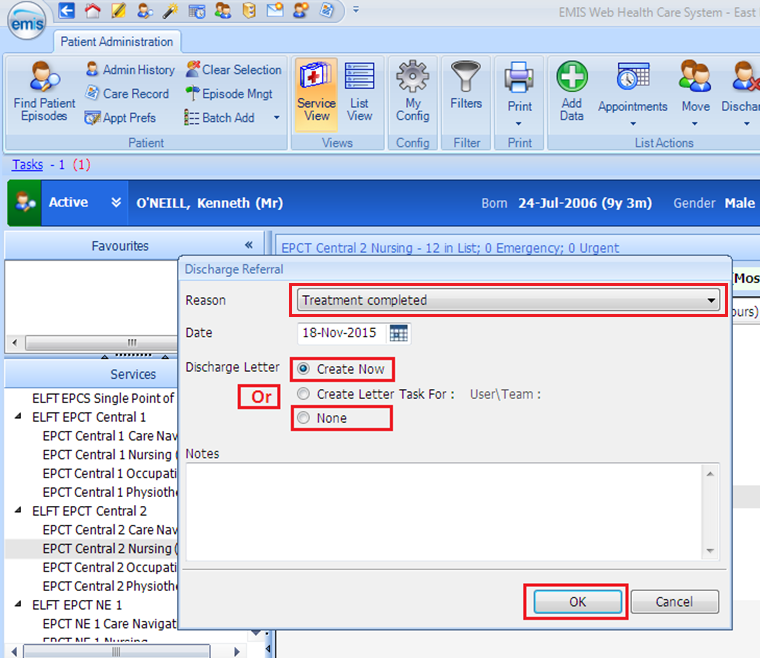 EMIS Web Health Care System - East
emis
Patient Administration
Find Patient Episodes
Admin History
Care Record
Appt Prefs
Clear Selection
Episode Mngt
Batch Add
Patient
Service View
List View
Views
My Config
Config
Filters
Filter
Print
Print
Add Data
Appointments
Move
Dischar
List Actions
Tasks - 1 (1)
Active
O'NEILL, Kenneth (Mr)
Born 24-Jul-2006 (9y 3m) Gender Male
Favourites «
EPCT Central 2 Nursing - 12 in List; 0 Emergency; 0 Urgent
(Mos
ours)
Discharge Referral
Reason Treatment completed
Date 18-Nov-2015
Discharge Letter Create Now
Or Create Letter Task For : User\Team :
None
Notes
OK Cancel
Services
ELFT EPCS Single Point of
ELFT EPCT Central 1
EPCT Central 1 Care Nav
EPCT Central 1 Nursing (
EPCT Central 1 Occupati
EPCT Central 1 Physiothe
ELFT EPCT Central 2
EPCT Central 2 Care Nav
EPCT Central 2 Nursing (
EPCT Central 2 Occupati
EPCT Central 2 Physiothe
ELFT EPCT NE 1
EPCT NE 1 Care Navigat
EPCT NE 1 Nursing